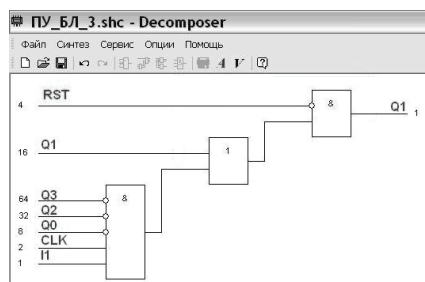 ПУ_БЛ_3.shc - Decomposer
Файл Синтез Сервис Опции Помощь
A V
4 RST & Q1 1
16 Q1 1
64 Q3 &
32 Q2
8 Q0
2 CLK
1 I1